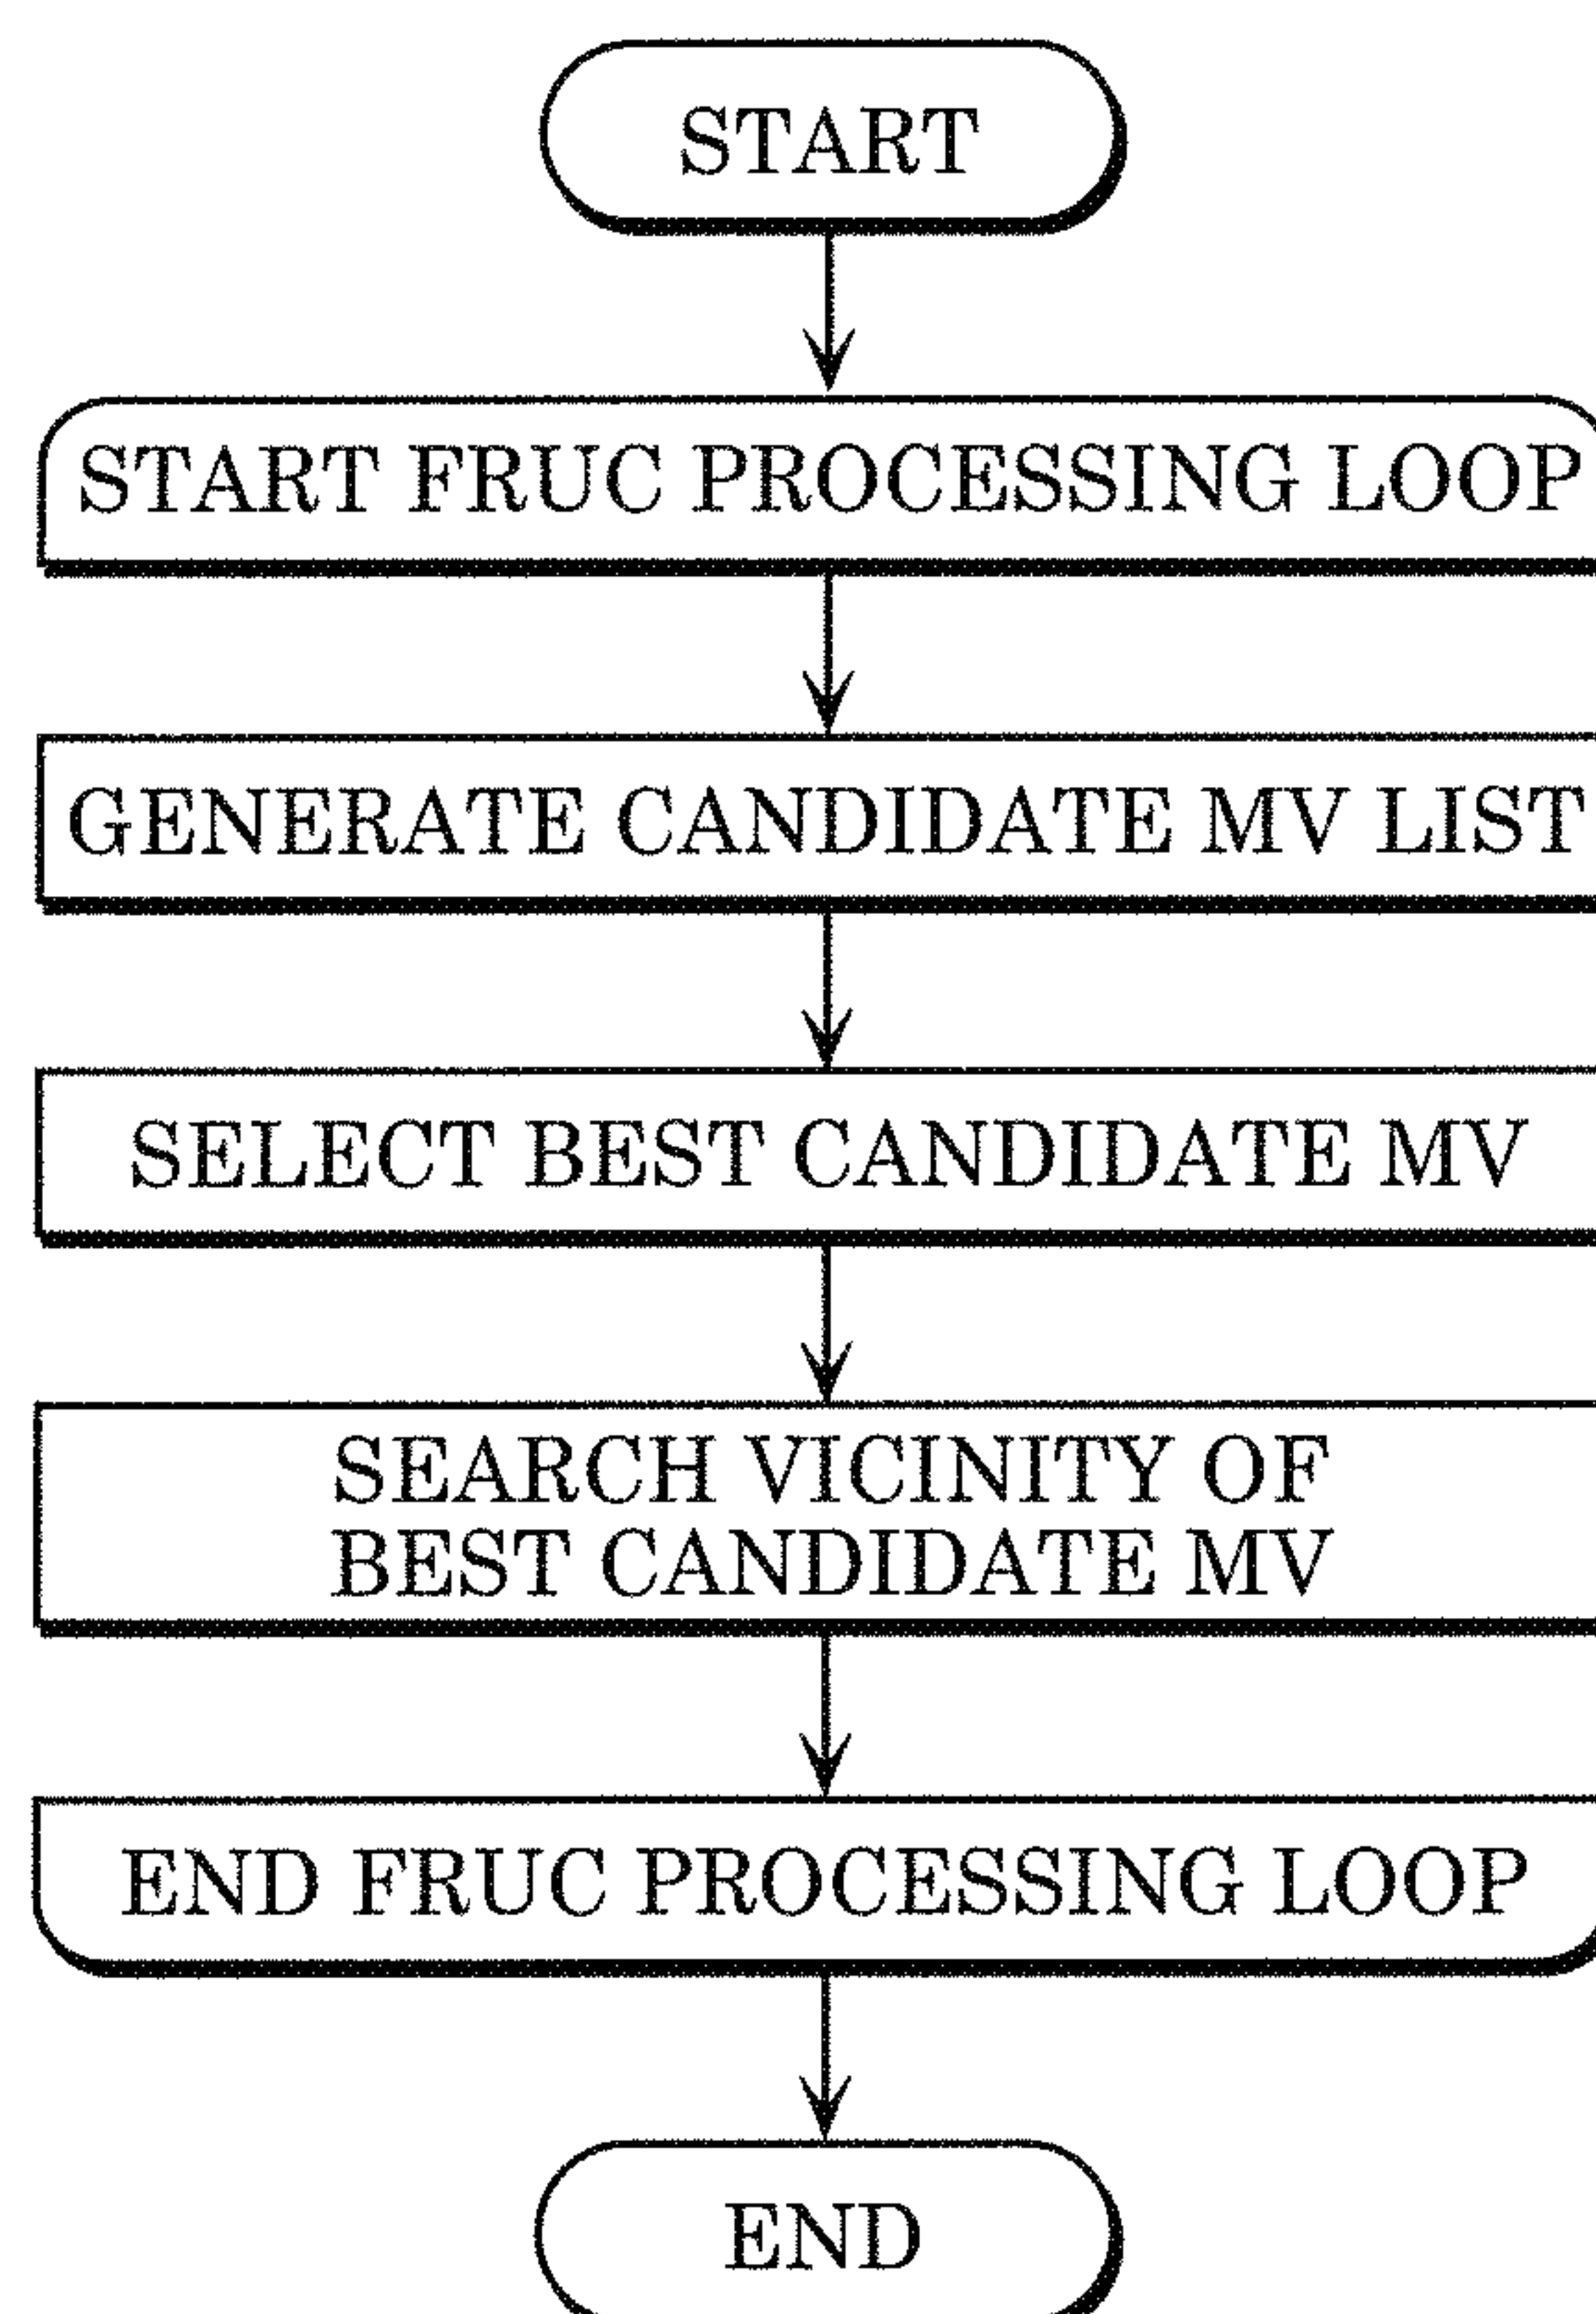 START
START FRUC PROCESSING LOOP
GENERATE CANDIDATE MV LIST
SELECT BEST CANDIDATE MV
SEARCH VICINITY OF
BEST CANDIDATE MV
END FRUC PROCESSING LOOP
END